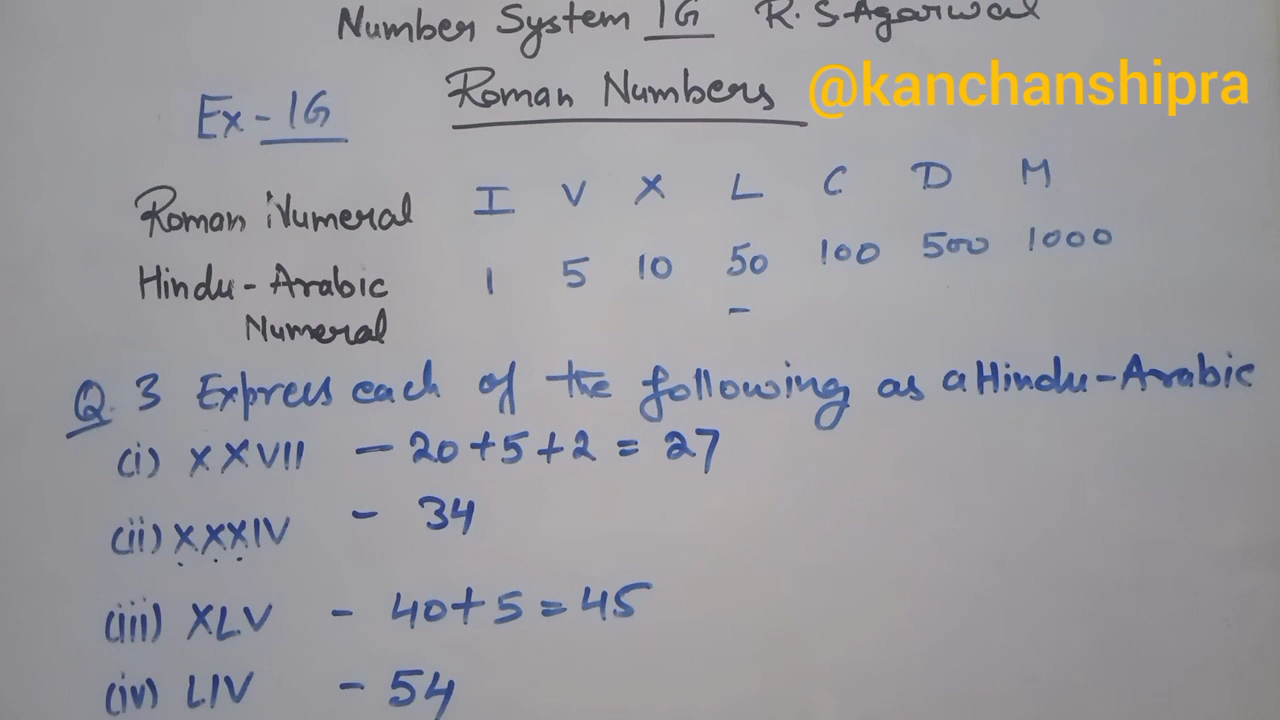 Number System 1G R.S.Agarwal
Ex-1G Roman Numbers @kanchanshipra
Roman Numeral I V X L C D M
Hindu-Arabic Numeral 1 5 10 50 100 500 1000
Q.3 Express each of the following as a Hindu-Arabic
(i) XXVII - 20+5+2=27
(ii) XXXIV - 34
(iii) XLV - 40+5=45
(iv) LIV - 54